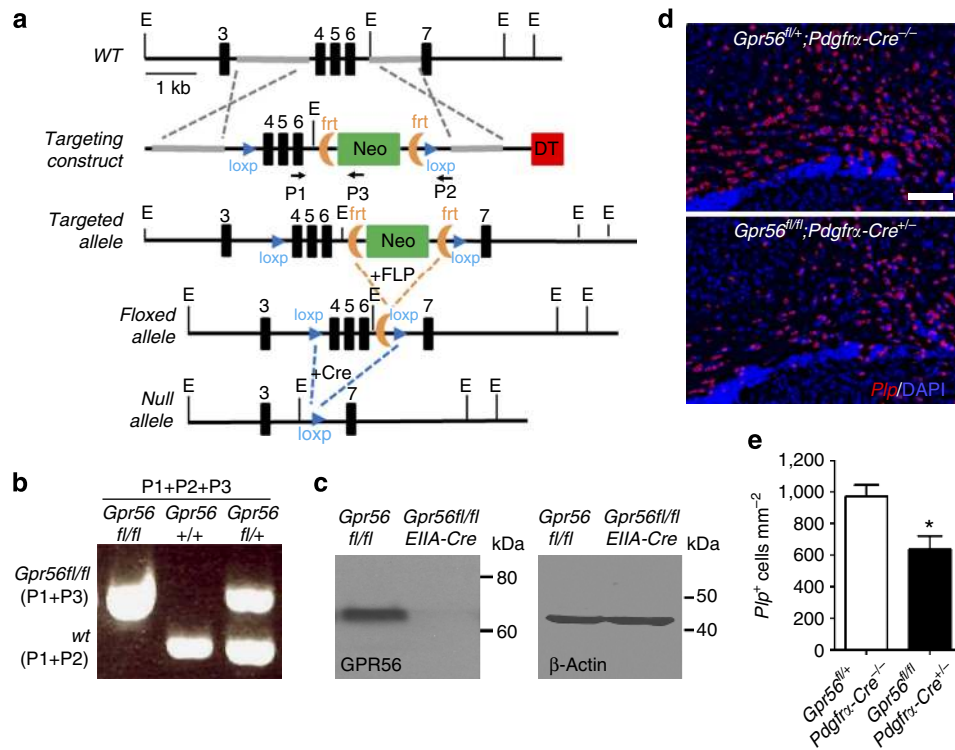 a
E 3 4 5 6 E 7 E E
WT
1 kb
4 5 6 E frt frt
Targeting construct
loxp Neo loxp DT
P1 P3 P2
E 3 4 5 6 E frt frt 7 E E
Targeted allele
loxp Neo loxp
+FLP
E 3 loxp 4 5 6 E loxp 7 E E
Floxed allele
+Cre
E 3 E 7 E E
Null allele
loxp
b
P1+P2+P3
Gpr56 fl/fl
Gpr56 +/+
Gpr56 fl/+
Gpr56fl/fl
(P1+P3)
wt
(P1+P2)
c
Gpr56 fl/fl
Gpr56fl/fl EIIA-Cre
kDa
80
60
GPR56
Gpr56 fl/fl
Gpr56fl/fl EIIA-Cre
kDa
50
40
β-Actin
d
Gpr56fl/+;Pdgfrα-Cre−/−
Gpr56fl/fl;Pdgfrα-Cre+/−
Plp/DAPI
e
Plp+ cells mm−2
1,200
1,000
800
600
400
200
0
*
Gpr56fl/+
Pdgfrα-Cre−/−
Gpr56fl/fl
Pdgfrα-Cre+/−